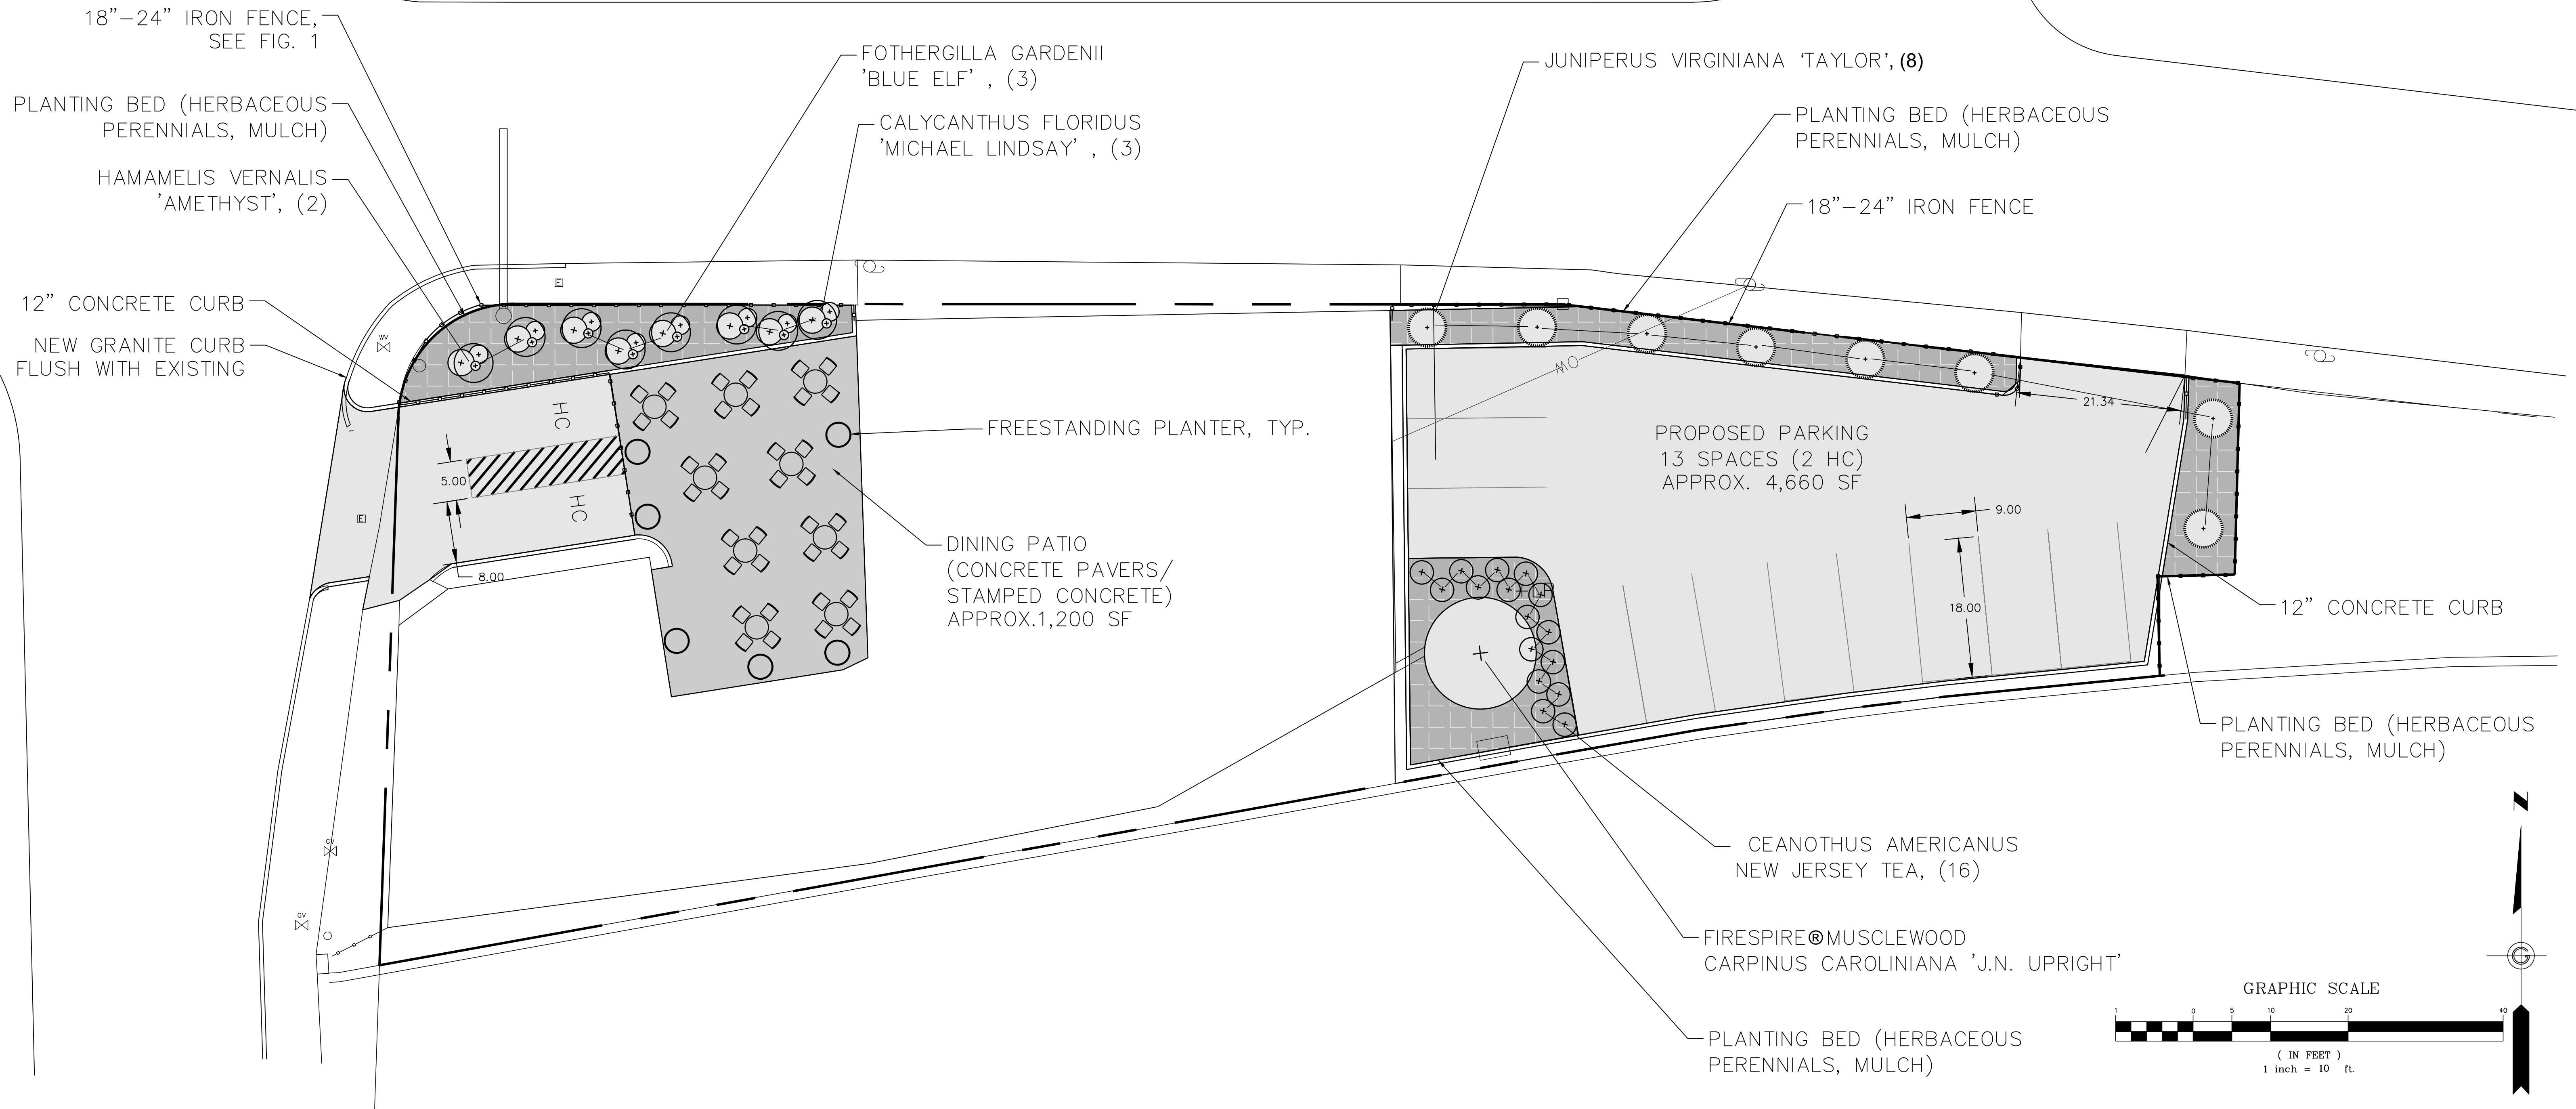 18”-24” IRON FENCE,
SEE FIG. 1
PLANTING BED (HERBACEOUS
PERENNIALS, MULCH)
HAMAMELIS VERNALIS
'AMETHYST', (2)
12” CONCRETE CURB
NEW GRANITE CURB
FLUSH WITH EXISTING
FOTHERGILLA GARDENII
'BLUE ELF' , (3)
CALYCANTHUS FLORIDUS
'MICHAEL LINDSAY' , (3)
JUNIPERUS VIRGINIANA ‘TAYLOR’, (8)
PLANTING BED (HERBACEOUS
PERENNIALS, MULCH)
18”-24” IRON FENCE
E
WV
HC
HC
5.00
8.00
E
FREESTANDING PLANTER, TYP.
DINING PATIO
(CONCRETE PAVERS/
STAMPED CONCRETE)
APPROX.1,200 SF
OW
21.34
PROPOSED PARKING
13 SPACES (2 HC)
APPROX. 4,660 SF
9.00
18.00
12” CONCRETE CURB
PLANTING BED (HERBACEOUS
PERENNIALS, MULCH)
GV
GV
CEANOTHUS AMERICANUS
NEW JERSEY TEA, (16)
FIRESPIRE®MUSCLEWOOD
CARPINUS CAROLINIANA 'J.N. UPRIGHT'
PLANTING BED (HERBACEOUS
PERENNIALS, MULCH)
N
G
GRAPHIC SCALE
1 0 5 10 20 40
( IN FEET )
1 inch = 10 ft.